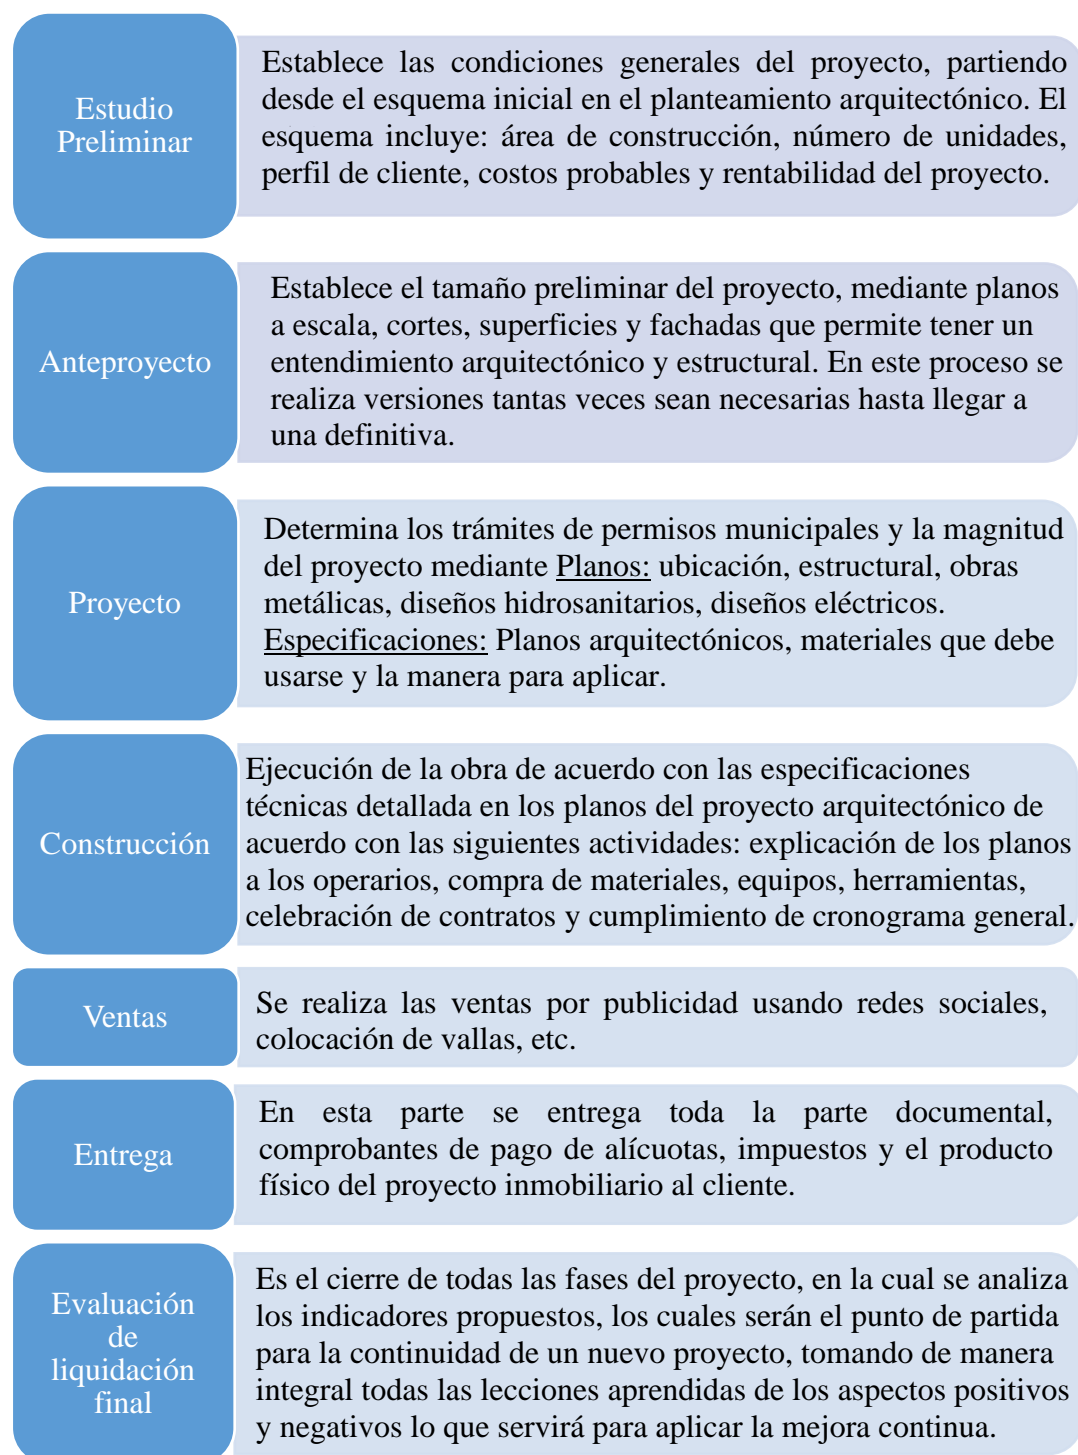 Estudio
Preliminar
Establece las condiciones generales del proyecto, partiendo
desde el esquema inicial en el planteamiento arquitectónico. El
esquema incluye: área de construcción, número de unidades,
perfil de cliente, costos probables y rentabilidad del proyecto.
Anteproyecto
Establece el tamaño preliminar del proyecto, mediante planos
a escala, cortes, superficies y fachadas que permite tener un
entendimiento arquitectónico y estructural. En este proceso se
realiza versiones tantas veces sean necesarias hasta llegar a
una definitiva.
Proyecto
Determina los trámites de permisos municipales y la magnitud
del proyecto mediante Planos: ubicación, estructural, obras
metálicas, diseños hidrosanitarios, diseños eléctricos.
Especificaciones: Planos arquitectónicos, materiales que debe
usarse y la manera para aplicar.
Construcción
Ejecución de la obra de acuerdo con las especificaciones
técnicas detallada en los planos del proyecto arquitectónico de
acuerdo con las siguientes actividades: explicación de los planos
a los operarios, compra de materiales, equipos, herramientas,
celebración de contratos y cumplimiento de cronograma general.
Ventas
Se realiza las ventas por publicidad usando redes sociales,
colocación de vallas, etc.
Entrega
En esta parte se entrega toda la parte documental,
comprobantes de pago de alícuotas, impuestos y el producto
físico del proyecto inmobiliario al cliente.
Evaluación
de
liquidación
final
Es el cierre de todas las fases del proyecto, en la cual se analiza
los indicadores propuestos, los cuales serán el punto de partida
para la continuidad de un nuevo proyecto, tomando de manera
integral todas las lecciones aprendidas de los aspectos positivos
y negativos lo que servirá para aplicar la mejora continua.